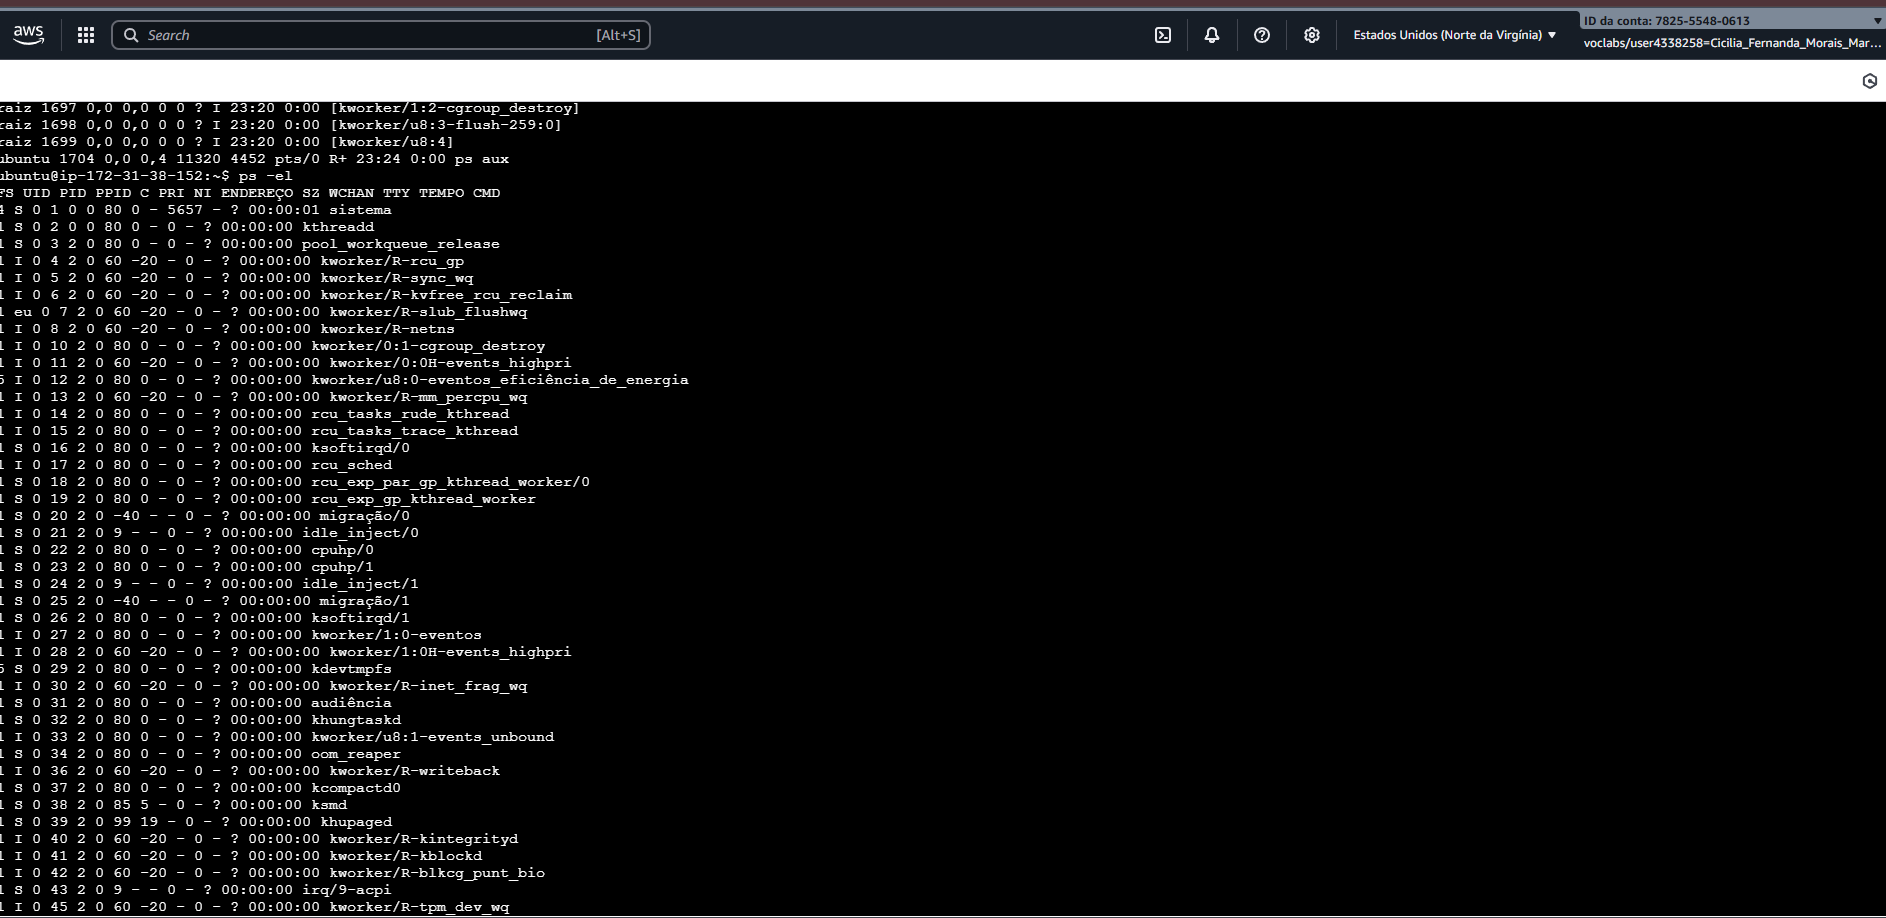 aws
Search [Alt+S]
Estados Unidos (Norte da Virgínia)
ID da conta: 7825-5548-0613
voclabs/user4338258=Cicilia_Fernanda_Morais_Mar...
raiz 1697 0,0 0,0 0 0 ? I 23:20 0:00 [kworker/1:2-cgroup_destroy]
raiz 1698 0,0 0,0 0 0 ? I 23:20 0:00 [kworker/u8:3-flush-259:0]
raiz 1699 0,0 0,0 0 0 ? I 23:20 0:00 [kworker/u8:4]
ubuntu 1704 0,0 0,4 11320 4452 pts/0 R+ 23:24 0:00 ps aux
ubuntu@ip-172-31-38-152:~$ ps -el
FS UID PID PPID C PRI NI ENDEREÇO SZ WCHAN TTY TEMPO CMD
4 S 0 1 0 0 80 0 - 5657 - ? 00:00:01 sistema
1 S 0 2 0 0 80 0 - 0 - ? 00:00:00 kthreadd
1 S 0 3 2 0 80 0 - 0 - ? 00:00:00 pool_workqueue_release
1 I 0 4 2 0 60 -20 - 0 - ? 00:00:00 kworker/R-rcu_gp
1 I 0 5 2 0 60 -20 - 0 - ? 00:00:00 kworker/R-sync_wq
1 I 0 6 2 0 60 -20 - 0 - ? 00:00:00 kworker/R-kvfree_rcu_reclaim
1 eu 0 7 2 0 60 -20 - 0 - ? 00:00:00 kworker/R-slub_flushwq
1 I 0 8 2 0 60 -20 - 0 - ? 00:00:00 kworker/R-netns
1 I 0 10 2 0 80 0 - 0 - ? 00:00:00 kworker/0:1-cgroup_destroy
1 I 0 11 2 0 60 -20 - 0 - ? 00:00:00 kworker/0:0H-events_highpri
5 I 0 12 2 0 80 0 - 0 - ? 00:00:00 kworker/u8:0-eventos_eficiência_de_energia
1 I 0 13 2 0 60 -20 - 0 - ? 00:00:00 kworker/R-mm_percpu_wq
1 I 0 14 2 0 80 0 - 0 - ? 00:00:00 rcu_tasks_rude_kthread
1 I 0 15 2 0 80 0 - 0 - ? 00:00:00 rcu_tasks_trace_kthread
1 S 0 16 2 0 80 0 - 0 - ? 00:00:00 ksoftirqd/0
1 I 0 17 2 0 80 0 - 0 - ? 00:00:00 rcu_sched
1 S 0 18 2 0 80 0 - 0 - ? 00:00:00 rcu_exp_par_gp_kthread_worker/0
1 S 0 19 2 0 80 0 - 0 - ? 00:00:00 rcu_exp_gp_kthread_worker
1 S 0 20 2 0 -40 - - 0 - ? 00:00:00 migração/0
1 S 0 21 2 0 9 - - 0 - ? 00:00:00 idle_inject/0
1 S 0 22 2 0 80 0 - 0 - ? 00:00:00 cpuhp/0
1 S 0 23 2 0 80 0 - 0 - ? 00:00:00 cpuhp/1
1 S 0 24 2 0 9 - - 0 - ? 00:00:00 idle_inject/1
1 S 0 25 2 0 -40 - - 0 - ? 00:00:00 migração/1
1 S 0 26 2 0 80 0 - 0 - ? 00:00:00 ksoftirqd/1
1 I 0 27 2 0 80 0 - 0 - ? 00:00:00 kworker/1:0-eventos
1 I 0 28 2 0 60 -20 - 0 - ? 00:00:00 kworker/1:0H-events_highpri
5 S 0 29 2 0 80 0 - 0 - ? 00:00:00 kdevtmpfs
1 I 0 30 2 0 60 -20 - 0 - ? 00:00:00 kworker/R-inet_frag_wq
1 S 0 31 2 0 80 0 - 0 - ? 00:00:00 audiência
1 S 0 32 2 0 80 0 - 0 - ? 00:00:00 khungtaskd
1 I 0 33 2 0 80 0 - 0 - ? 00:00:00 kworker/u8:1-events_unbound
1 S 0 34 2 0 80 0 - 0 - ? 00:00:00 oom_reaper
1 I 0 36 2 0 60 -20 - 0 - ? 00:00:00 kworker/R-writeback
1 S 0 37 2 0 80 0 - 0 - ? 00:00:00 kcompactd0
1 S 0 38 2 0 85 5 - 0 - ? 00:00:00 ksmd
1 S 0 39 2 0 99 19 - 0 - ? 00:00:00 khupaged
1 I 0 40 2 0 60 -20 - 0 - ? 00:00:00 kworker/R-kintegrityd
1 I 0 41 2 0 60 -20 - 0 - ? 00:00:00 kworker/R-kblockd
1 I 0 42 2 0 60 -20 - 0 - ? 00:00:00 kworker/R-blkcg_punt_bio
1 S 0 43 2 0 9 - - 0 - ? 00:00:00 irq/9-acpi
1 I 0 45 2 0 60 -20 - 0 - ? 00:00:00 kworker/R-tpm_dev_wq